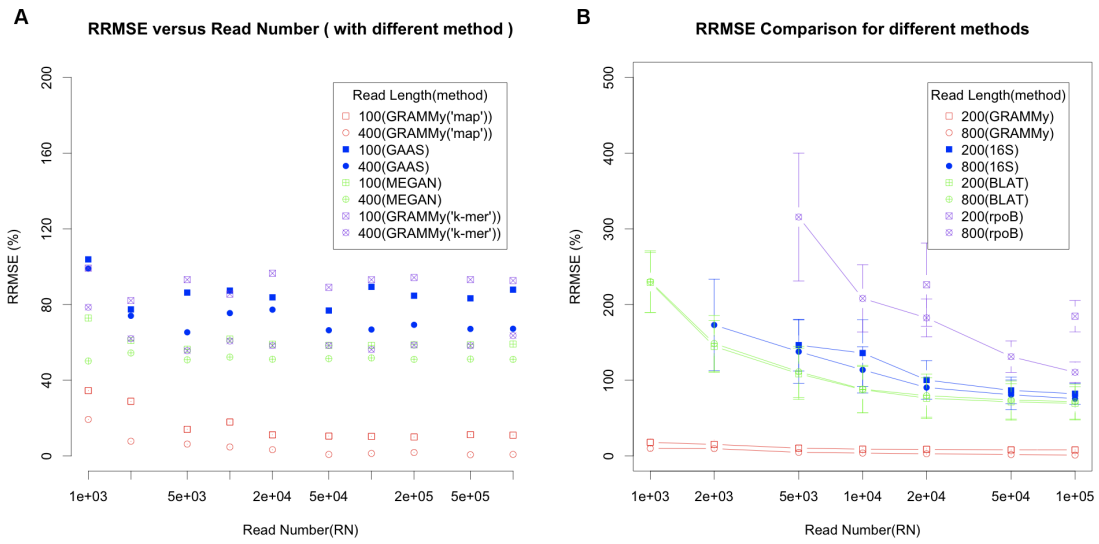 A
RRMSE versus Read Number ( with different method )
RRMSE (%)
200
160
120
80
40
0
Read Length(method)
100(GRAMMy('map'))
400(GRAMMy('map'))
100(GAAS)
400(GAAS)
100(MEGAN)
400(MEGAN)
100(GRAMMy('k-mer'))
400(GRAMMy('k-mer'))
1e+03
5e+03
2e+04
5e+04
2e+05
5e+05
Read Number(RN)
B
RRMSE Comparison for different methods
RRMSE (%)
500
400
300
200
100
0
Read Length(method)
200(GRAMMy)
800(GRAMMy)
200(16S)
800(16S)
200(BLAT)
800(BLAT)
200(rpoB)
800(rpoB)
1e+03
2e+03
5e+03
1e+04
2e+04
5e+04
1e+05
Read Number(RN)